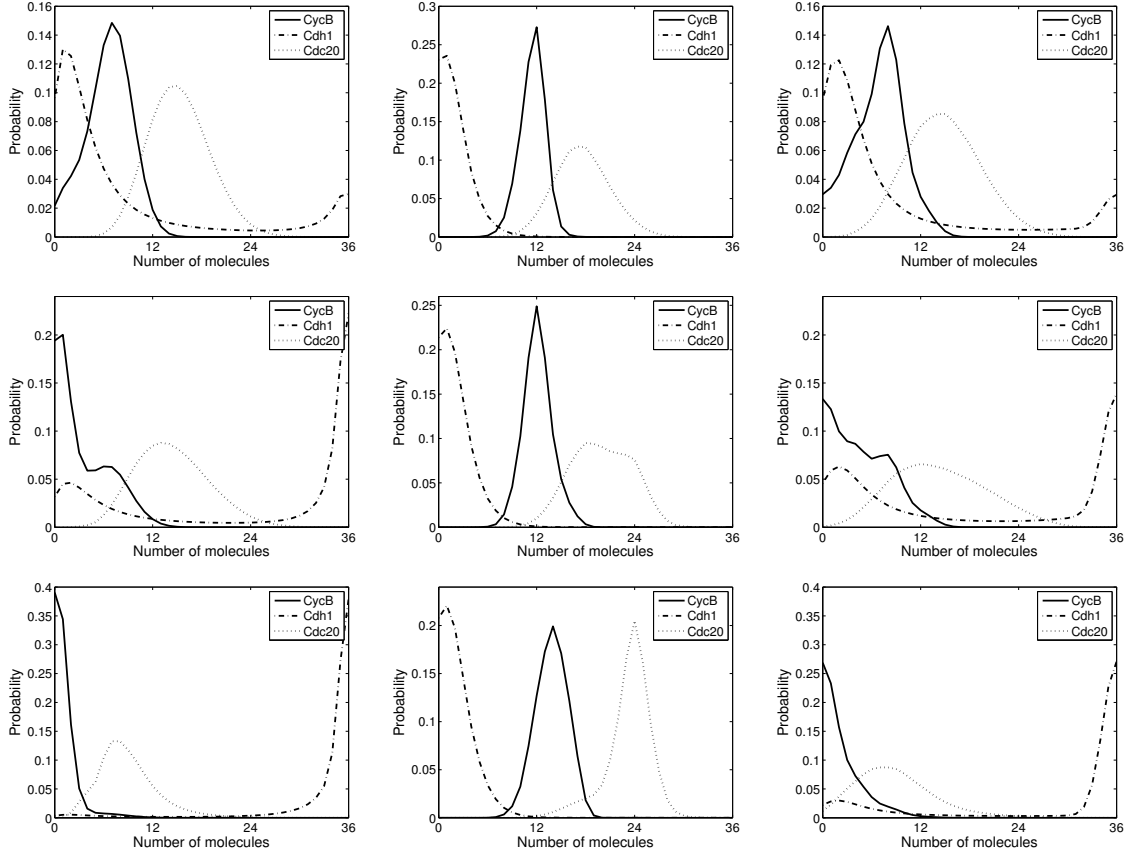 0.16
0.14
0.12
0.1
0.08
0.06
0.04
0.02
0
0
12
24
36
Probability
Number of molecules
CycB
Cdh1
Cdc20
0.3
0.25
0.2
0.15
0.1
0.05
0
0
12
24
36
Probability
Number of molecules
CycB
Cdh1
Cdc20
0.16
0.14
0.12
0.1
0.08
0.06
0.04
0.02
0
0
12
24
36
Probability
Number of molecules
CycB
Cdh1
Cdc20
0.2
0.15
0.1
0.05
0
0
12
24
36
Probability
Number of molecules
CycB
Cdh1
Cdc20
0.25
0.2
0.15
0.1
0.05
0
0
12
24
36
Probability
Number of molecules
CycB
Cdh1
Cdc20
0.2
0.15
0.1
0.05
0
0
12
24
36
Probability
Number of molecules
CycB
Cdh1
Cdc20
0.4
0.35
0.3
0.25
0.2
0.15
0.1
0.05
0
0
12
24
36
Probability
Number of molecules
CycB
Cdh1
Cdc20
0.2
0.15
0.1
0.05
0
0
12
24
36
Probability
Number of molecules
CycB
Cdh1
Cdc20
0.4
0.35
0.3
0.25
0.2
0.15
0.1
0.05
0
0
12
24
36
Probability
Number of molecules
CycB
Cdh1
Cdc20